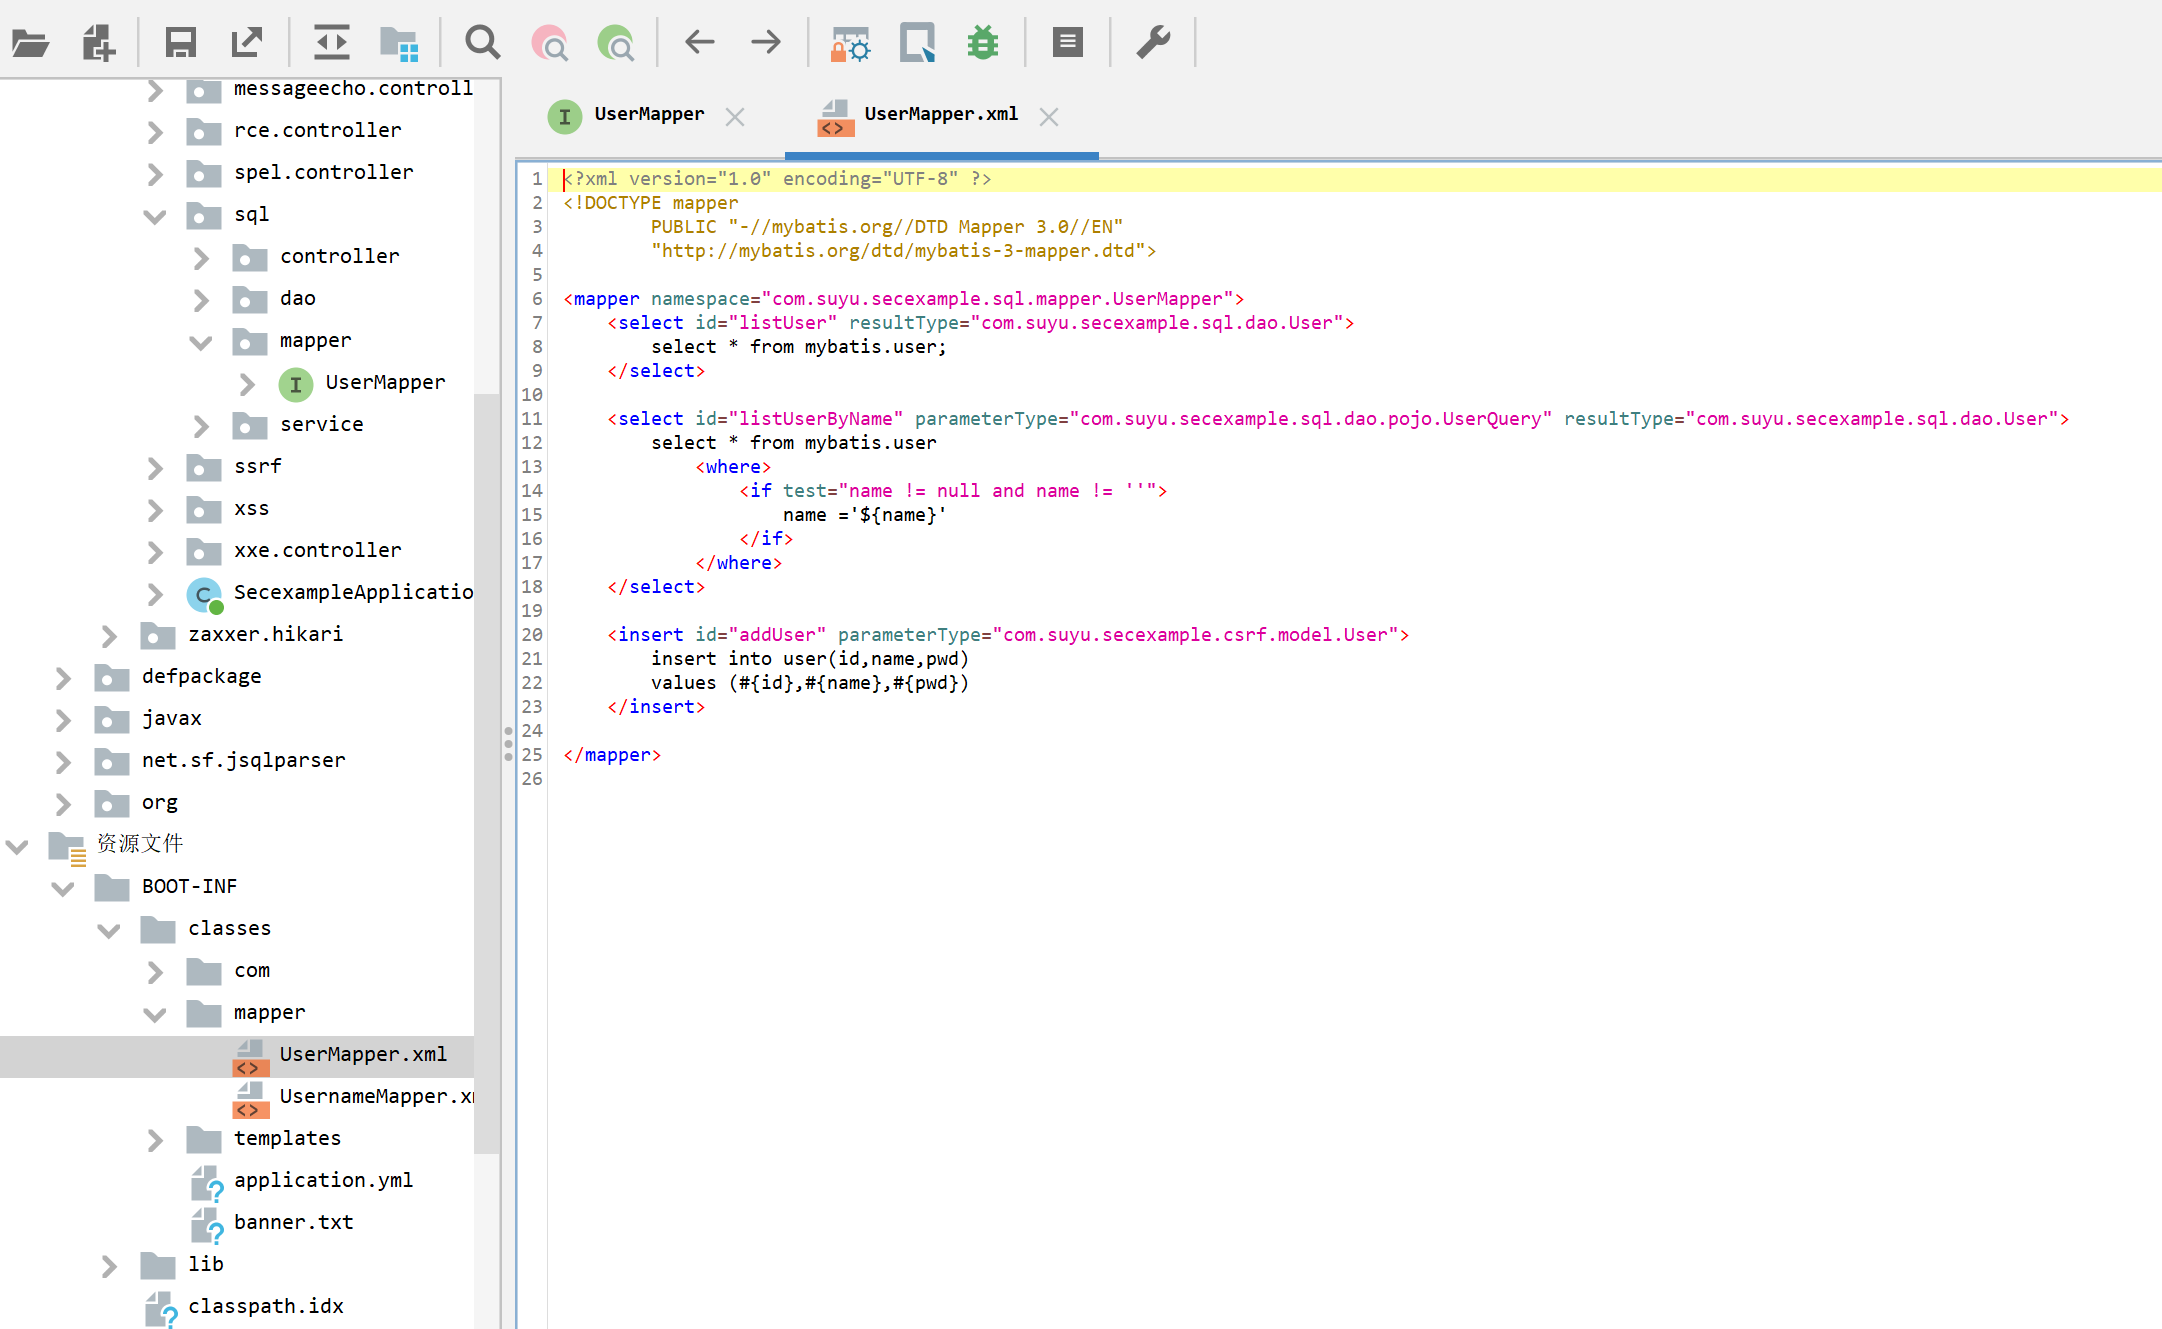 messageecho.controll
rce.controller
spel.controller
sql
controller
dao
mapper
I UserMapper
service
ssrf
xss
xxe.controller
C SecexampleApplicatio
zaxxer.hikari
defpackage
javax
net.sf.jsqlparser
org
资源文件
BOOT-INF
classes
com
mapper
UserMapper.xml
UsernameMapper.x
templates
application.yml
banner.txt
lib
classpath.idx
I UserMapper
UserMapper.xml
1 <?xml version="1.0" encoding="UTF-8" ?>
2 <!DOCTYPE mapper
3         PUBLIC "-//mybatis.org//DTD Mapper 3.0//EN"
4         "http://mybatis.org/dtd/mybatis-3-mapper.dtd">
5
6 <mapper namespace="com.suyu.secexample.sql.mapper.UserMapper">
7     <select id="listUser" resultType="com.suyu.secexample.sql.dao.User">
8         select * from mybatis.user;
9     </select>
10
11     <select id="listUserByName" parameterType="com.suyu.secexample.sql.dao.pojo.UserQuery" resultType="com.suyu.secexample.sql.dao.User">
12         select * from mybatis.user
13             <where>
14                 <if test="name != null and name != ''">
15                     name ='${name}'
16                 </if>
17             </where>
18     </select>
19
20     <insert id="addUser" parameterType="com.suyu.secexample.csrf.model.User">
21         insert into user(id,name,pwd)
22         values (#{id},#{name},#{pwd})
23     </insert>
24
25 </mapper>
26